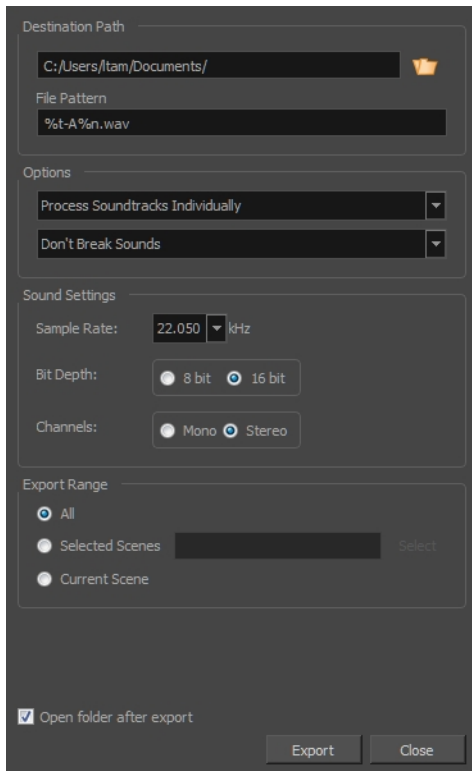 Destination Path
C:/Users/ltam/Documents/
File Pattern
%t-A%n.wav
Options
Process Soundtracks Individually
Don't Break Sounds
Sound Settings
Sample Rate: 22.050 kHz
Bit Depth: 8 bit 16 bit
Channels: Mono Stereo
Export Range
All
Selected Scenes Select
Current Scene
Open folder after export
Export Close